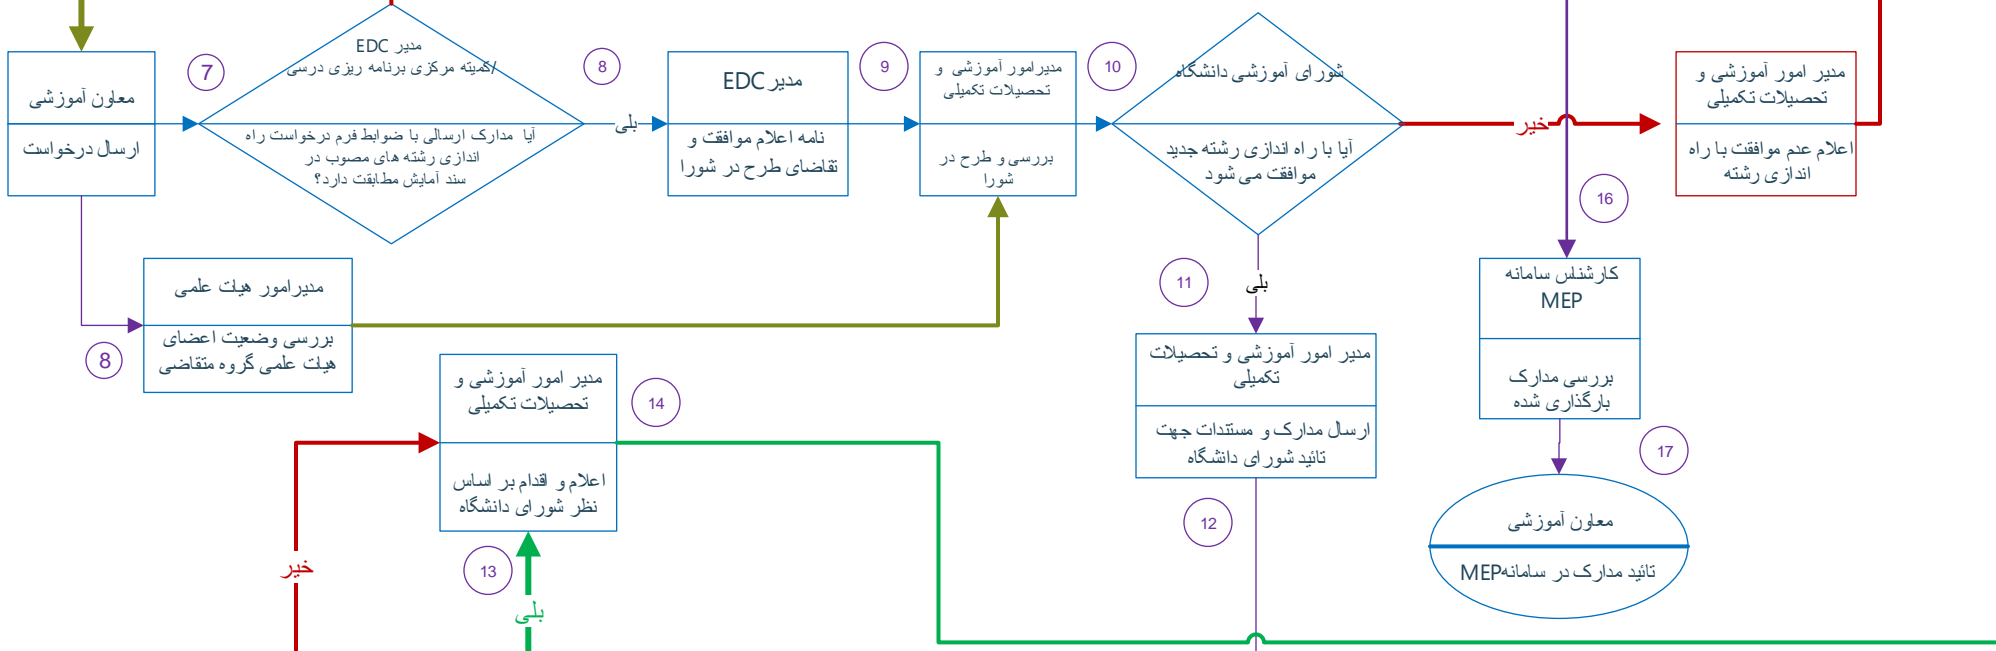 معاون آموزشی
ارسال درخواست
7
مدیر EDC
/کمیته مرکزی برنامه ریزی درسی
آیا مدارک ارسالی با ضوابط فرم درخواست راه
اندازی رشته های مصوب در
سند آمایش مطابقت دارد؟
8
بلی
مدیر EDC
نامه اعلام موافقت و
تقاضای طرح در شورا
9
مدیرامور آموزشی و
تحصیلات تکمیلی
بررسی و طرح در
شورا
10
شورای آموزشی دانشگاه
آیا با راه اندازی رشته جدید
موافقت می شود
خیر
مدیر امور آموزشی و
تحصیلات تکمیلی
اعلام عدم موافقت با راه
اندازی رشته
8
مدیرامور هیات علمی
بررسی وضعیت اعضای
هیات علمی گروه متقاضی
11
بلی
مدیر امور آموزشی و تحصیلات
تکمیلی
ارسال مدارک و مستندات جهت
تائید شورای دانشگاه
12
16
کارشناس سامانه
MEP
بررسی مدارک
بارگذاری شده
17
معاون آموزشی
تائید مدارک در سامانهMEP
مدیر امور آموزشی و
تحصیلات تکمیلی
اعلام و اقدام بر اساس
نظر شورای دانشگاه
14
خیر
13
بلی